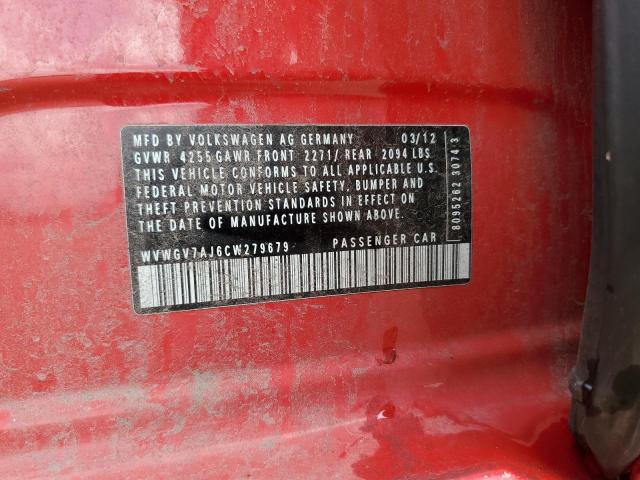 MFD BY VOLKSWAGEN AG GERMANY 03/12
GVWR 4255 GAWR FRONT 2271/ REAR 2094 LBS
THIS VEHICLE CONFORMS TO ALL APPLICABLE U.S.
FEDERAL MOTOR VEHICLE SAFETY, BUMPER AND
THEFT PREVENTION STANDARDS IN EFFECT ON
THE DATE OF MANUFACTURE SHOWN ABOVE.
WVWGV7AJ6CW279679 PASSENGER CAR
8095262 30743